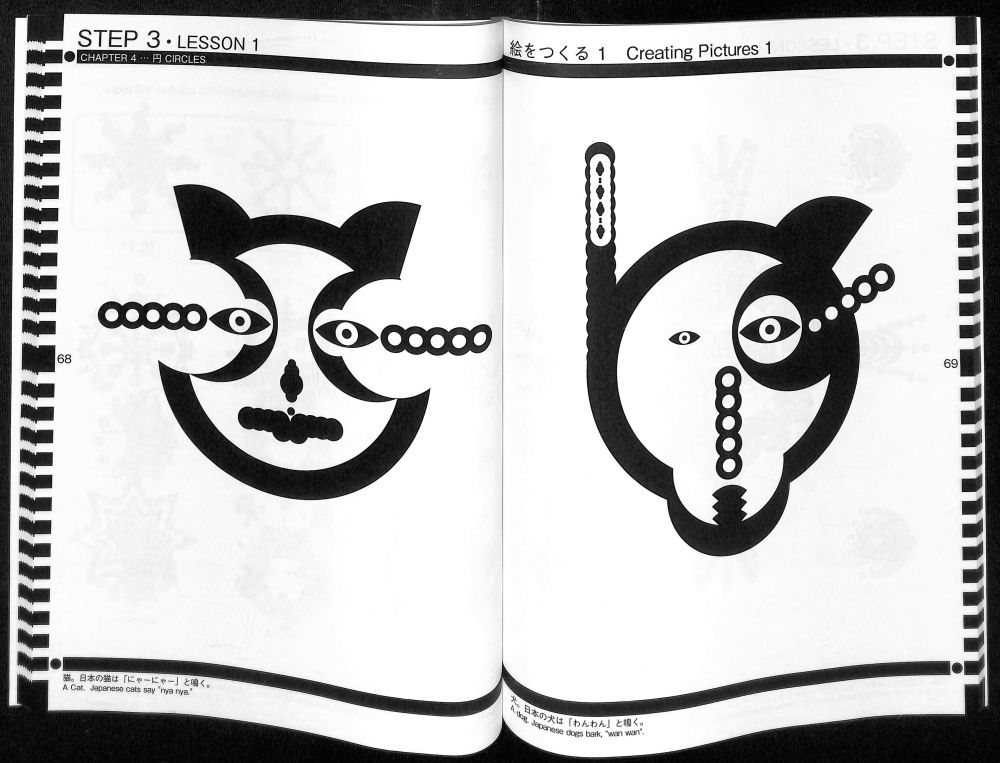 STEP 3・LESSON 1
CHAPTER 4 … 円 CIRCLES
絵をつくる 1 Creating Pictures 1
68
69
猫。日本の猫は「にゃーにゃー」と鳴く。
A Cat. Japanese cats say "nya nya."
犬。日本の犬は「わんわん」と鳴く。
A dog. Japanese dogs bark, "wan wan".